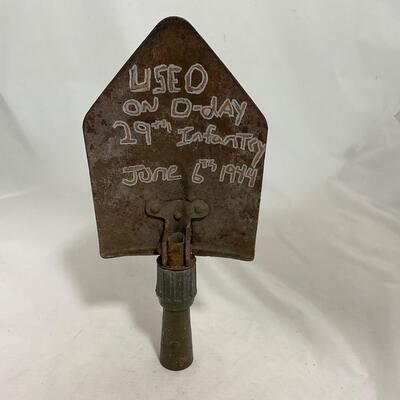 USED
ON D-DAY
29th Infantry
June 6th 1944